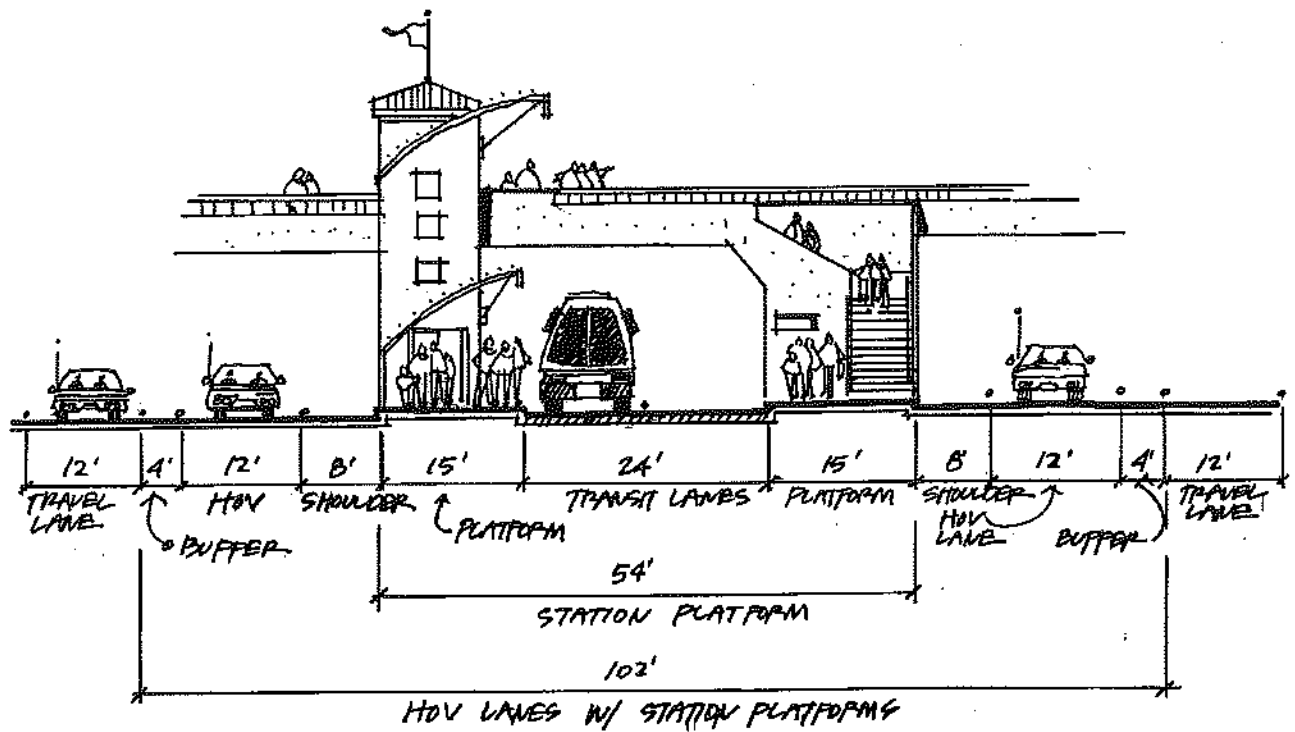 12' 4' 12' 8' 15' 24' 15' 8' 12' 4' 12'
TRAVEL LANE
HOV
SHOULDER
TRANSIT LANES
PLATFORM
SHOULDER
TRAVEL LANE
BUFFER
PLATFORM
HOV LANE
BUFFER
54'
STATION PLATFORM
102'
HOV LANES W/ STATION PLATFORMS